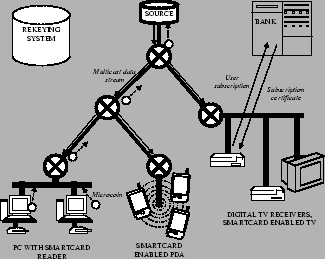 SOURCE
BANK
REKEYING
SYSTEM
Multicast data
stream
User
subscription
Subscription
certificate
Microcoin
DIGITAL TV RECEIVERS,
SMARTCARD ENABLED TV
PC WITH SMARTCARD
READER
SMARTCARD
ENABLED PDA